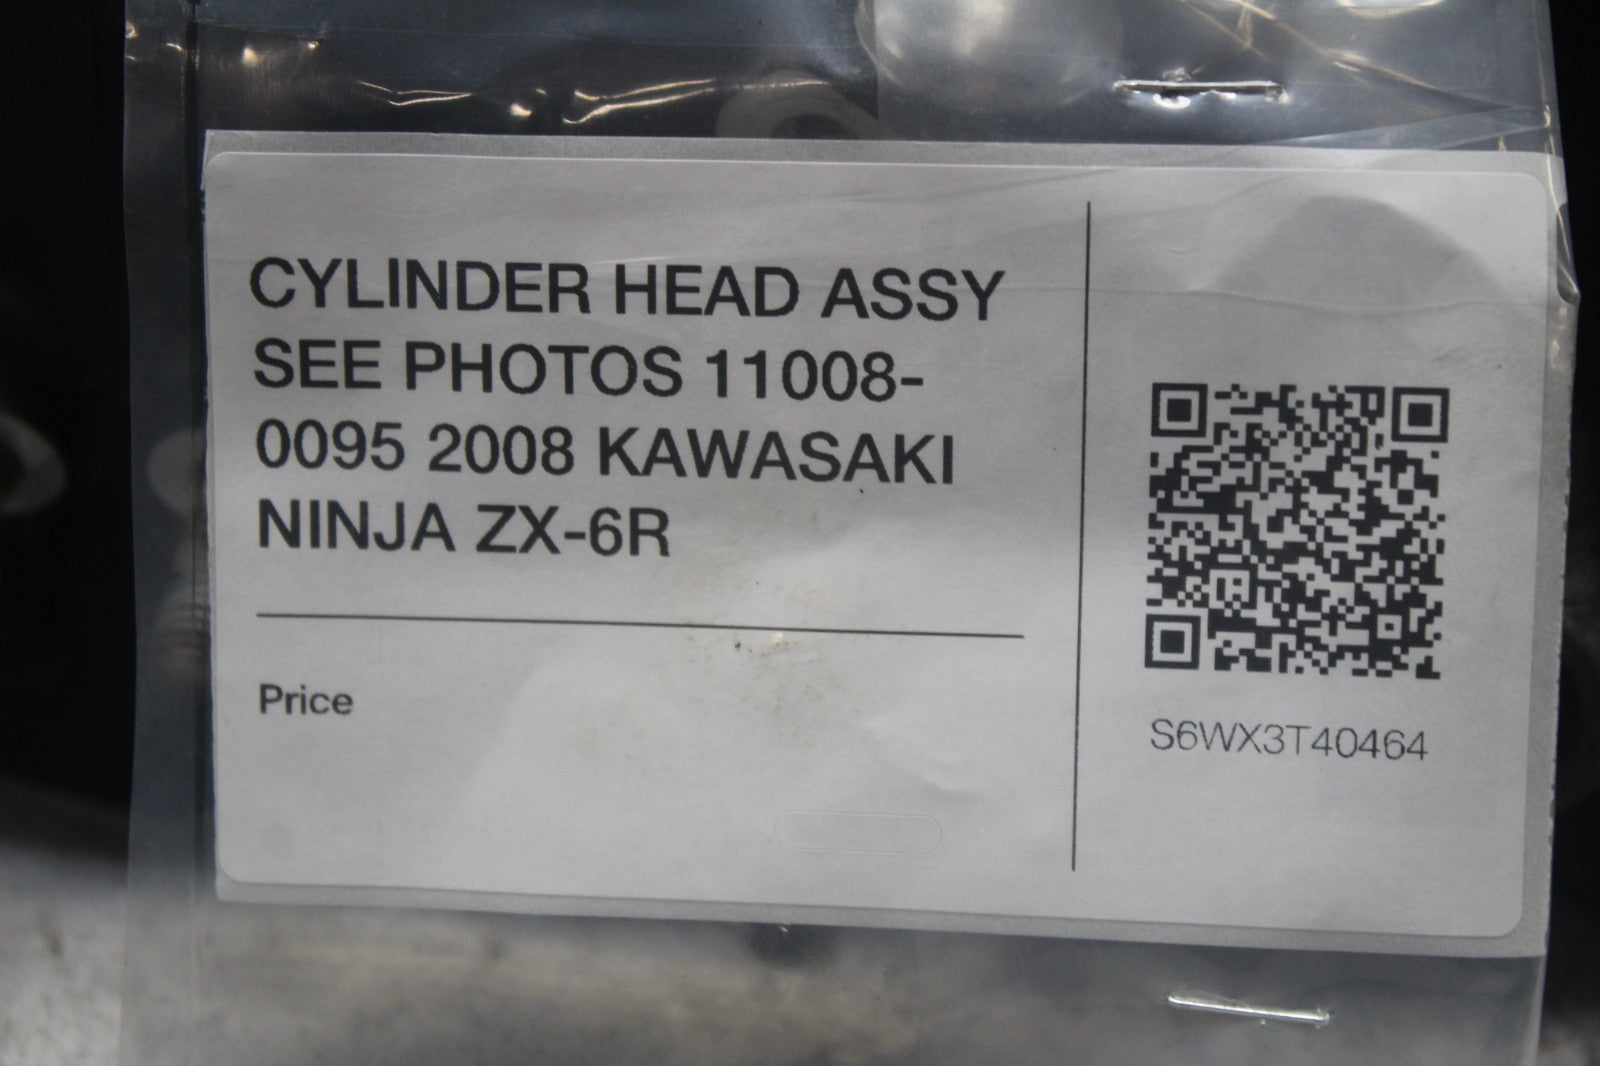 CYLINDER HEAD ASSY
SEE PHOTOS 11008-
0095 2008 KAWASAKI
NINJA ZX-6R
Price
S6WX3T40464